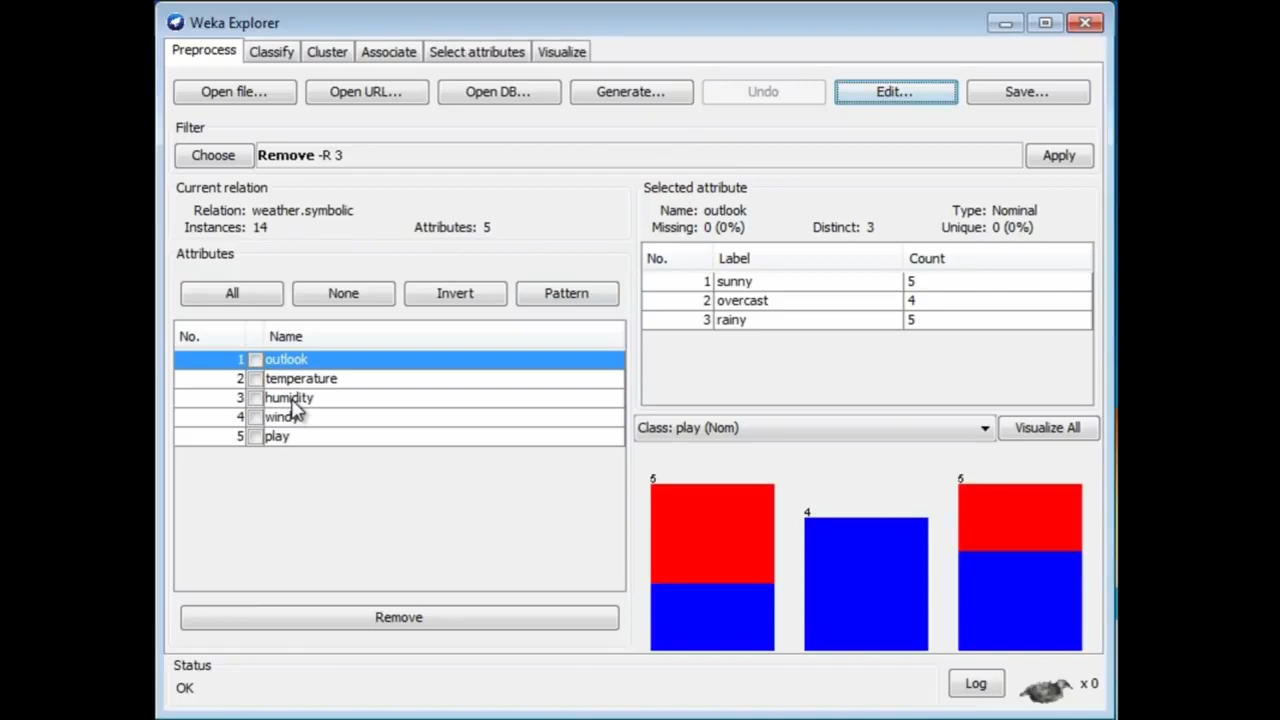 Weka Explorer
Preprocess Classify Cluster Associate Select attributes Visualize
Open file... Open URL... Open DB... Generate... Undo Edit... Save...
Filter
Choose Remove -R 3 Apply
Current relation
Relation: weather.symbolic
Instances: 14 Attributes: 5
Selected attribute
Name: outlook Type: Nominal
Missing: 0 (0%) Distinct: 3 Unique: 0 (0%)
Attributes
All None Invert Pattern
No. Name
1 outlook
2 temperature
3 humidity
4 windy
5 play
Remove
No. Label Count
1 sunny 5
2 overcast 4
3 rainy 5
Class: play (Nom) Visualize All
5 4 5
Status
OK
Log x 0